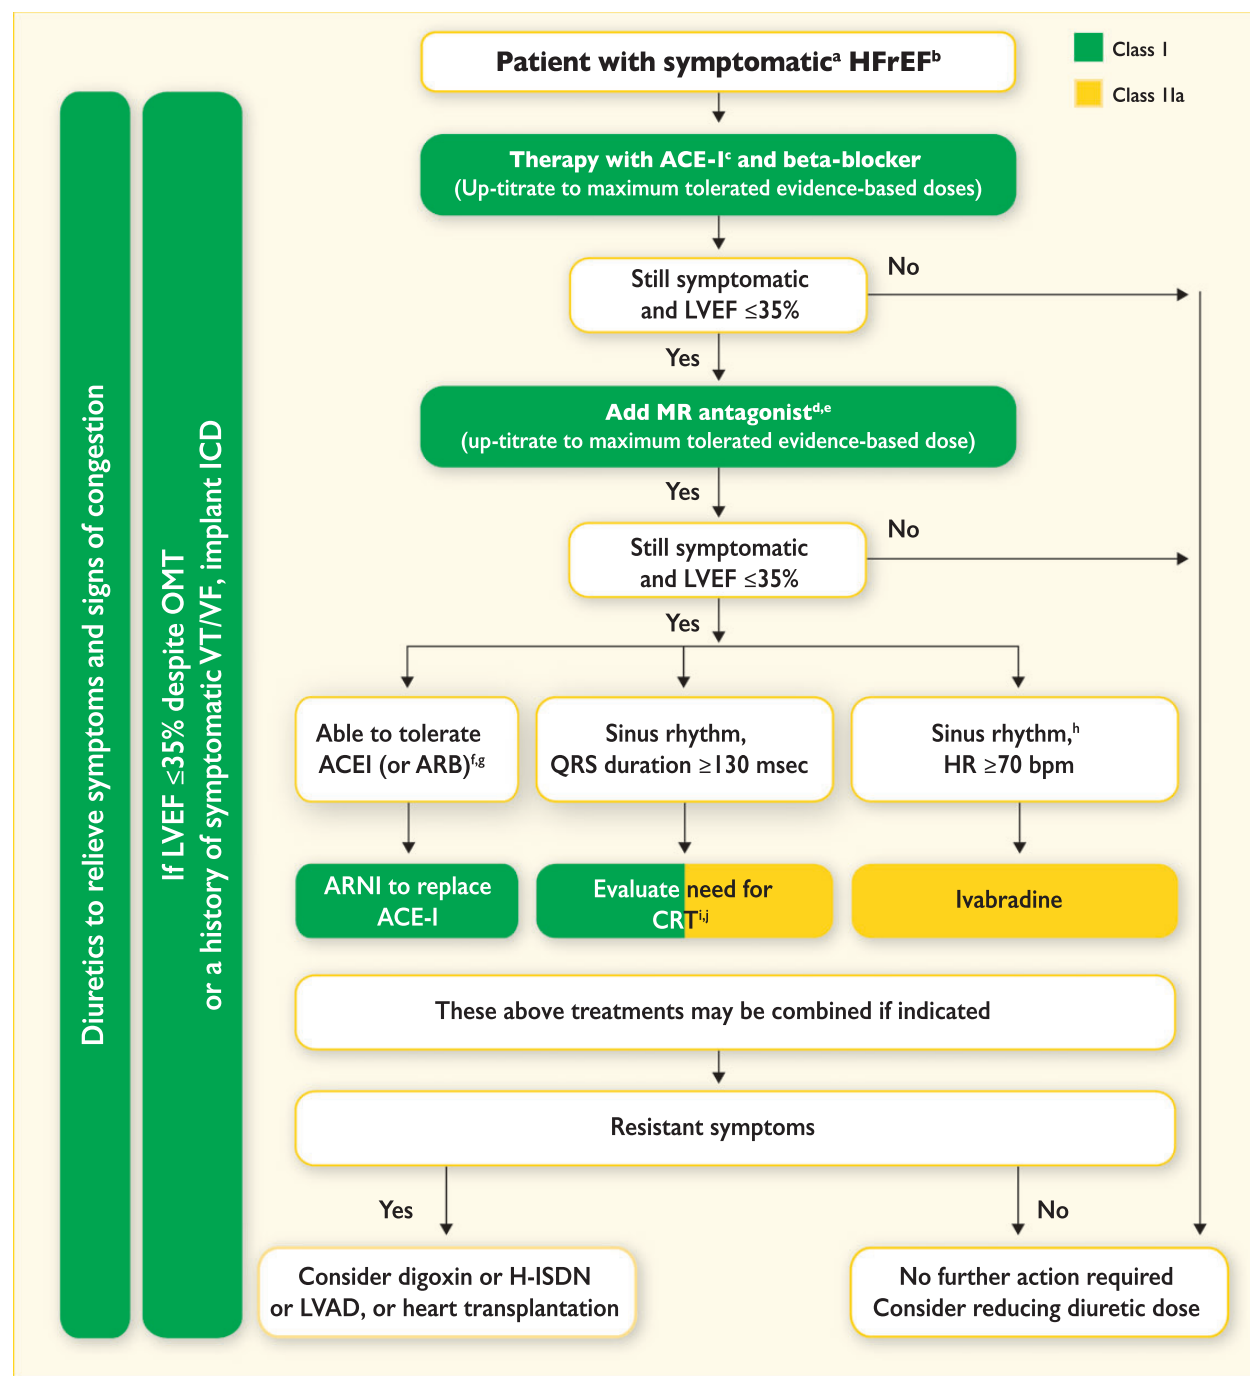 Patient with symptomaticᵃ HFrEFᵇ
Class I
Class IIa
Therapy with ACE-Iᶜ and beta-blocker
(Up-titrate to maximum tolerated evidence-based doses)
Still symptomatic
and LVEF ≤35%
No
Yes
Add MR antagonistᵈ,ᵉ
(up-titrate to maximum tolerated evidence-based dose)
Yes
Still symptomatic
and LVEF ≤35%
No
Yes
Able to tolerate
ACEI (or ARB)ᶠ,ᵍ
Sinus rhythm,
QRS duration ≥130 msec
Sinus rhythm,ʰ
HR ≥70 bpm
ARNI to replace
ACE-I
Evaluate need for
CRTⁱ,ʲ
Ivabradine
These above treatments may be combined if indicated
Resistant symptoms
Yes
No
Consider digoxin or H-ISDN
or LVAD, or heart transplantation
No further action required
Consider reducing diuretic dose
Diuretics to relieve symptoms and signs of congestion
If LVEF ≤35% despite OMT
or a history of symptomatic VT/VF, implant ICD